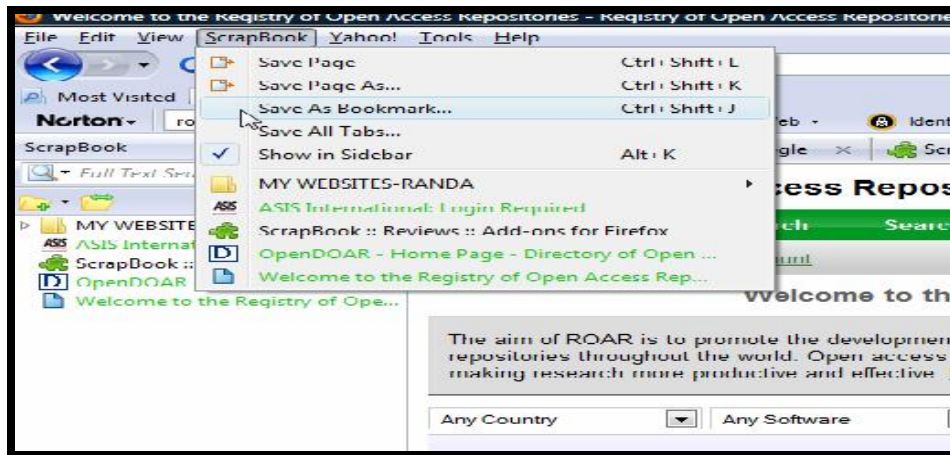 Welcome to the Registry of Open Access Repositories - Registry of Open Access Repositorie
File Edit View ScrapBook Yahoo! Tools Help
Save Page Ctrl+Shift+L
Save Page As... Ctrl+Shift+K
Most Visited
Save As Bookmark... Ctrl+Shift+J
Norton ro eb Ident
Save All Tabs...
ScrapBook Show in Sidebar Alt+K gle Sc
Full Text
MY WEBSITES-RANDA cess Repos
ASIS International: Login Required
MY WEBSITE ScrapBook :: Reviews :: Add-ons for Firefox ch Searc
ASIS Internat
ScrapBook :: OpenDOAR - Home Page - Directory of Open ... unt
OpenDOAR Welcome to the Registry of Open Access Rep...
Welcome to the Registry of Ope... Welcome to th
The aim of ROAR is to promote the developmen
repositories throughout the world. Open access
making research more productive and effective
Any Country Any Software